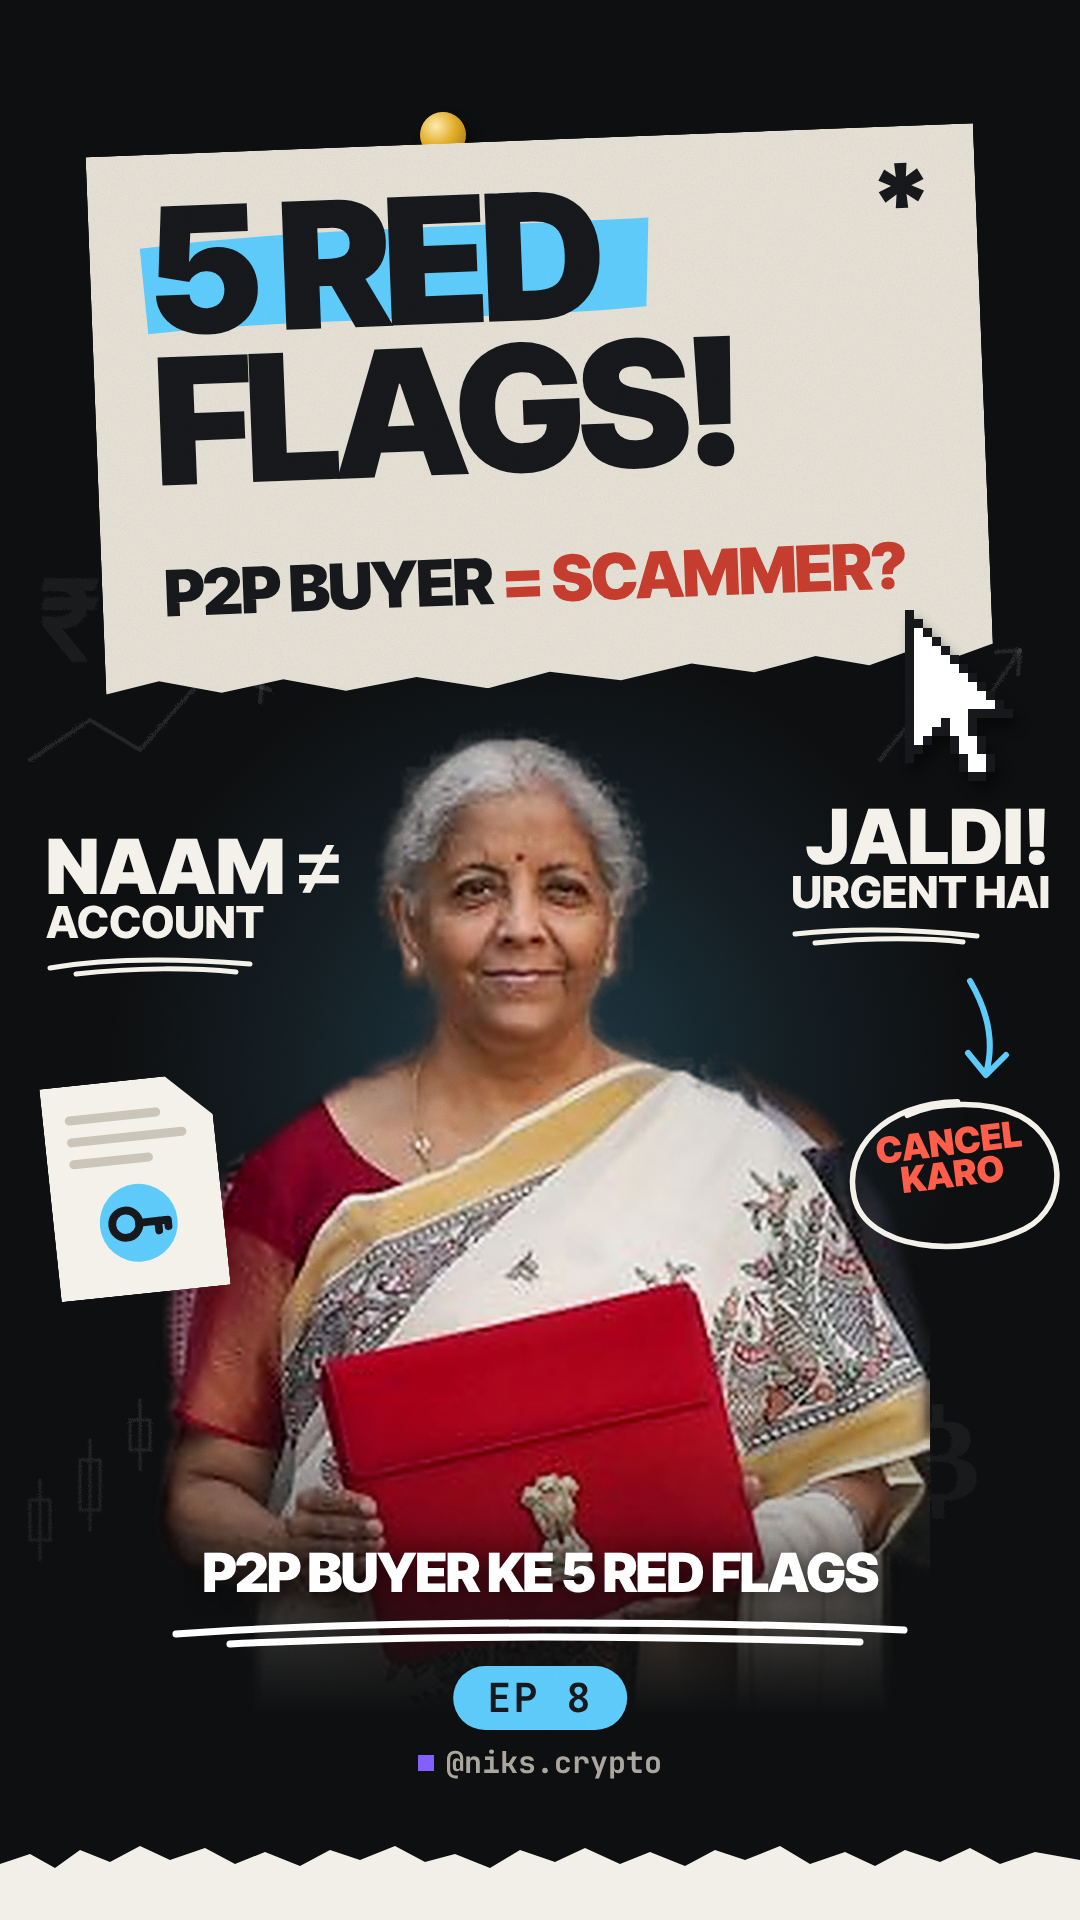 *
5 RED
FLAGS!
P2P BUYER = SCAMMER?
₹
NAAM ≠
ACCOUNT
JALDI!
URGENT HAI
CANCEL
KARO
P2P BUYER KE 5 RED FLAGS
EP 8
@niks.crypto